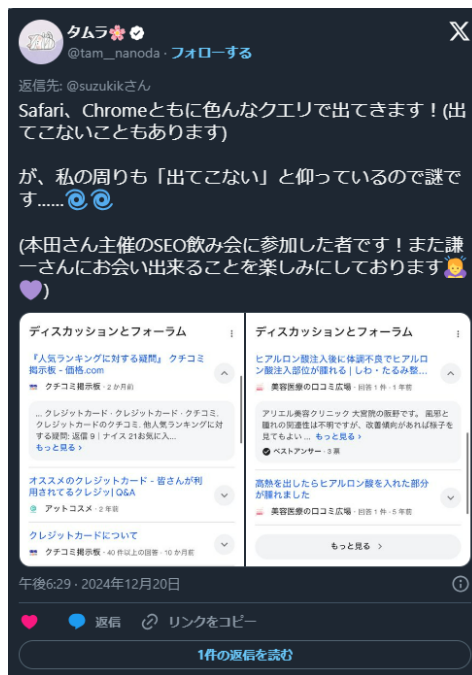 タムラ🌸
@tam__nanoda · フォローする
返信先: @suzukikさん
Safari、Chromeともに色んなクエリで出てきます！(出
てこないこともあります)
が、私の周りも「出てこない」と仰っているので謎で
す......🌀🌀
(本田さん主催のSEO飲み会に参加した者です！また謙
一さんにお会い出来ることを楽しみにしております🙇‍♀️
💜)
ディスカッションとフォーラム
『人気ランキングに対する疑問』 クチコミ
掲示板 - 価格.com
クチコミ掲示板 · 2 か月前
... クレジットカード · クレジットカード · クチコミ.
クレジットカードのクチコミ. 他人気ランキングに対
する疑問: 返信 9 | ナイス 21お気に入...
もっと見る ›
オススメのクレジットカード - 皆さんが利
用されてるクレジッ| Q&A
アットコスメ · 2 年前
クレジットカードについて
クチコミ掲示板 · 40 件以上の回答 · 10 か月前
ディスカッションとフォーラム
ヒアルロン酸注入後に体調不良でヒアルロ
ン酸注入部位が腫れる | しわ・たるみ整...
美容医療の口コミ広場 · 回答 1 件 · 1 年前
アリエル美容クリニック 大宮院の阪野です。 風邪と
腫れの関連性は不明ですが、改善傾向があれば様子を
見てもよい ... もっと見る ›
ベストアンサー · 3 票
高熱を出したらヒアルロン酸を入れた部分
が腫れました
美容医療の口コミ広場 · 回答 1 件 · 5 年前
もっと見る ›
午後6:29 · 2024年12月20日
返信
リンクをコピー
1件の返信を読む